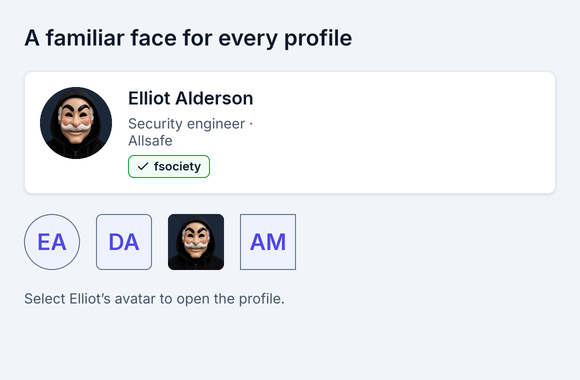 A familiar face for every profile
Elliot Alderson
Security engineer ·
Allsafe
fsociety
EA
DA
AM
Select Elliot’s avatar to open the profile.